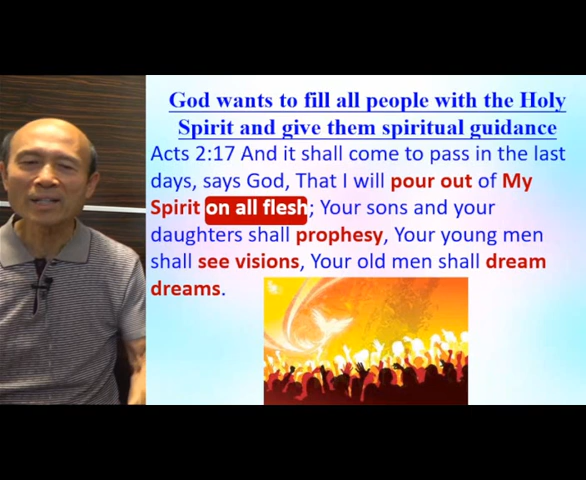 God wants to fill all people with the Holy
Spirit and give them spiritual guidance
Acts 2:17 And it shall come to pass in the last
days, says God, That I will pour out of My
Spirit on all flesh; Your sons and your
daughters shall prophesy, Your young men
shall see visions, Your old men shall dream
dreams.